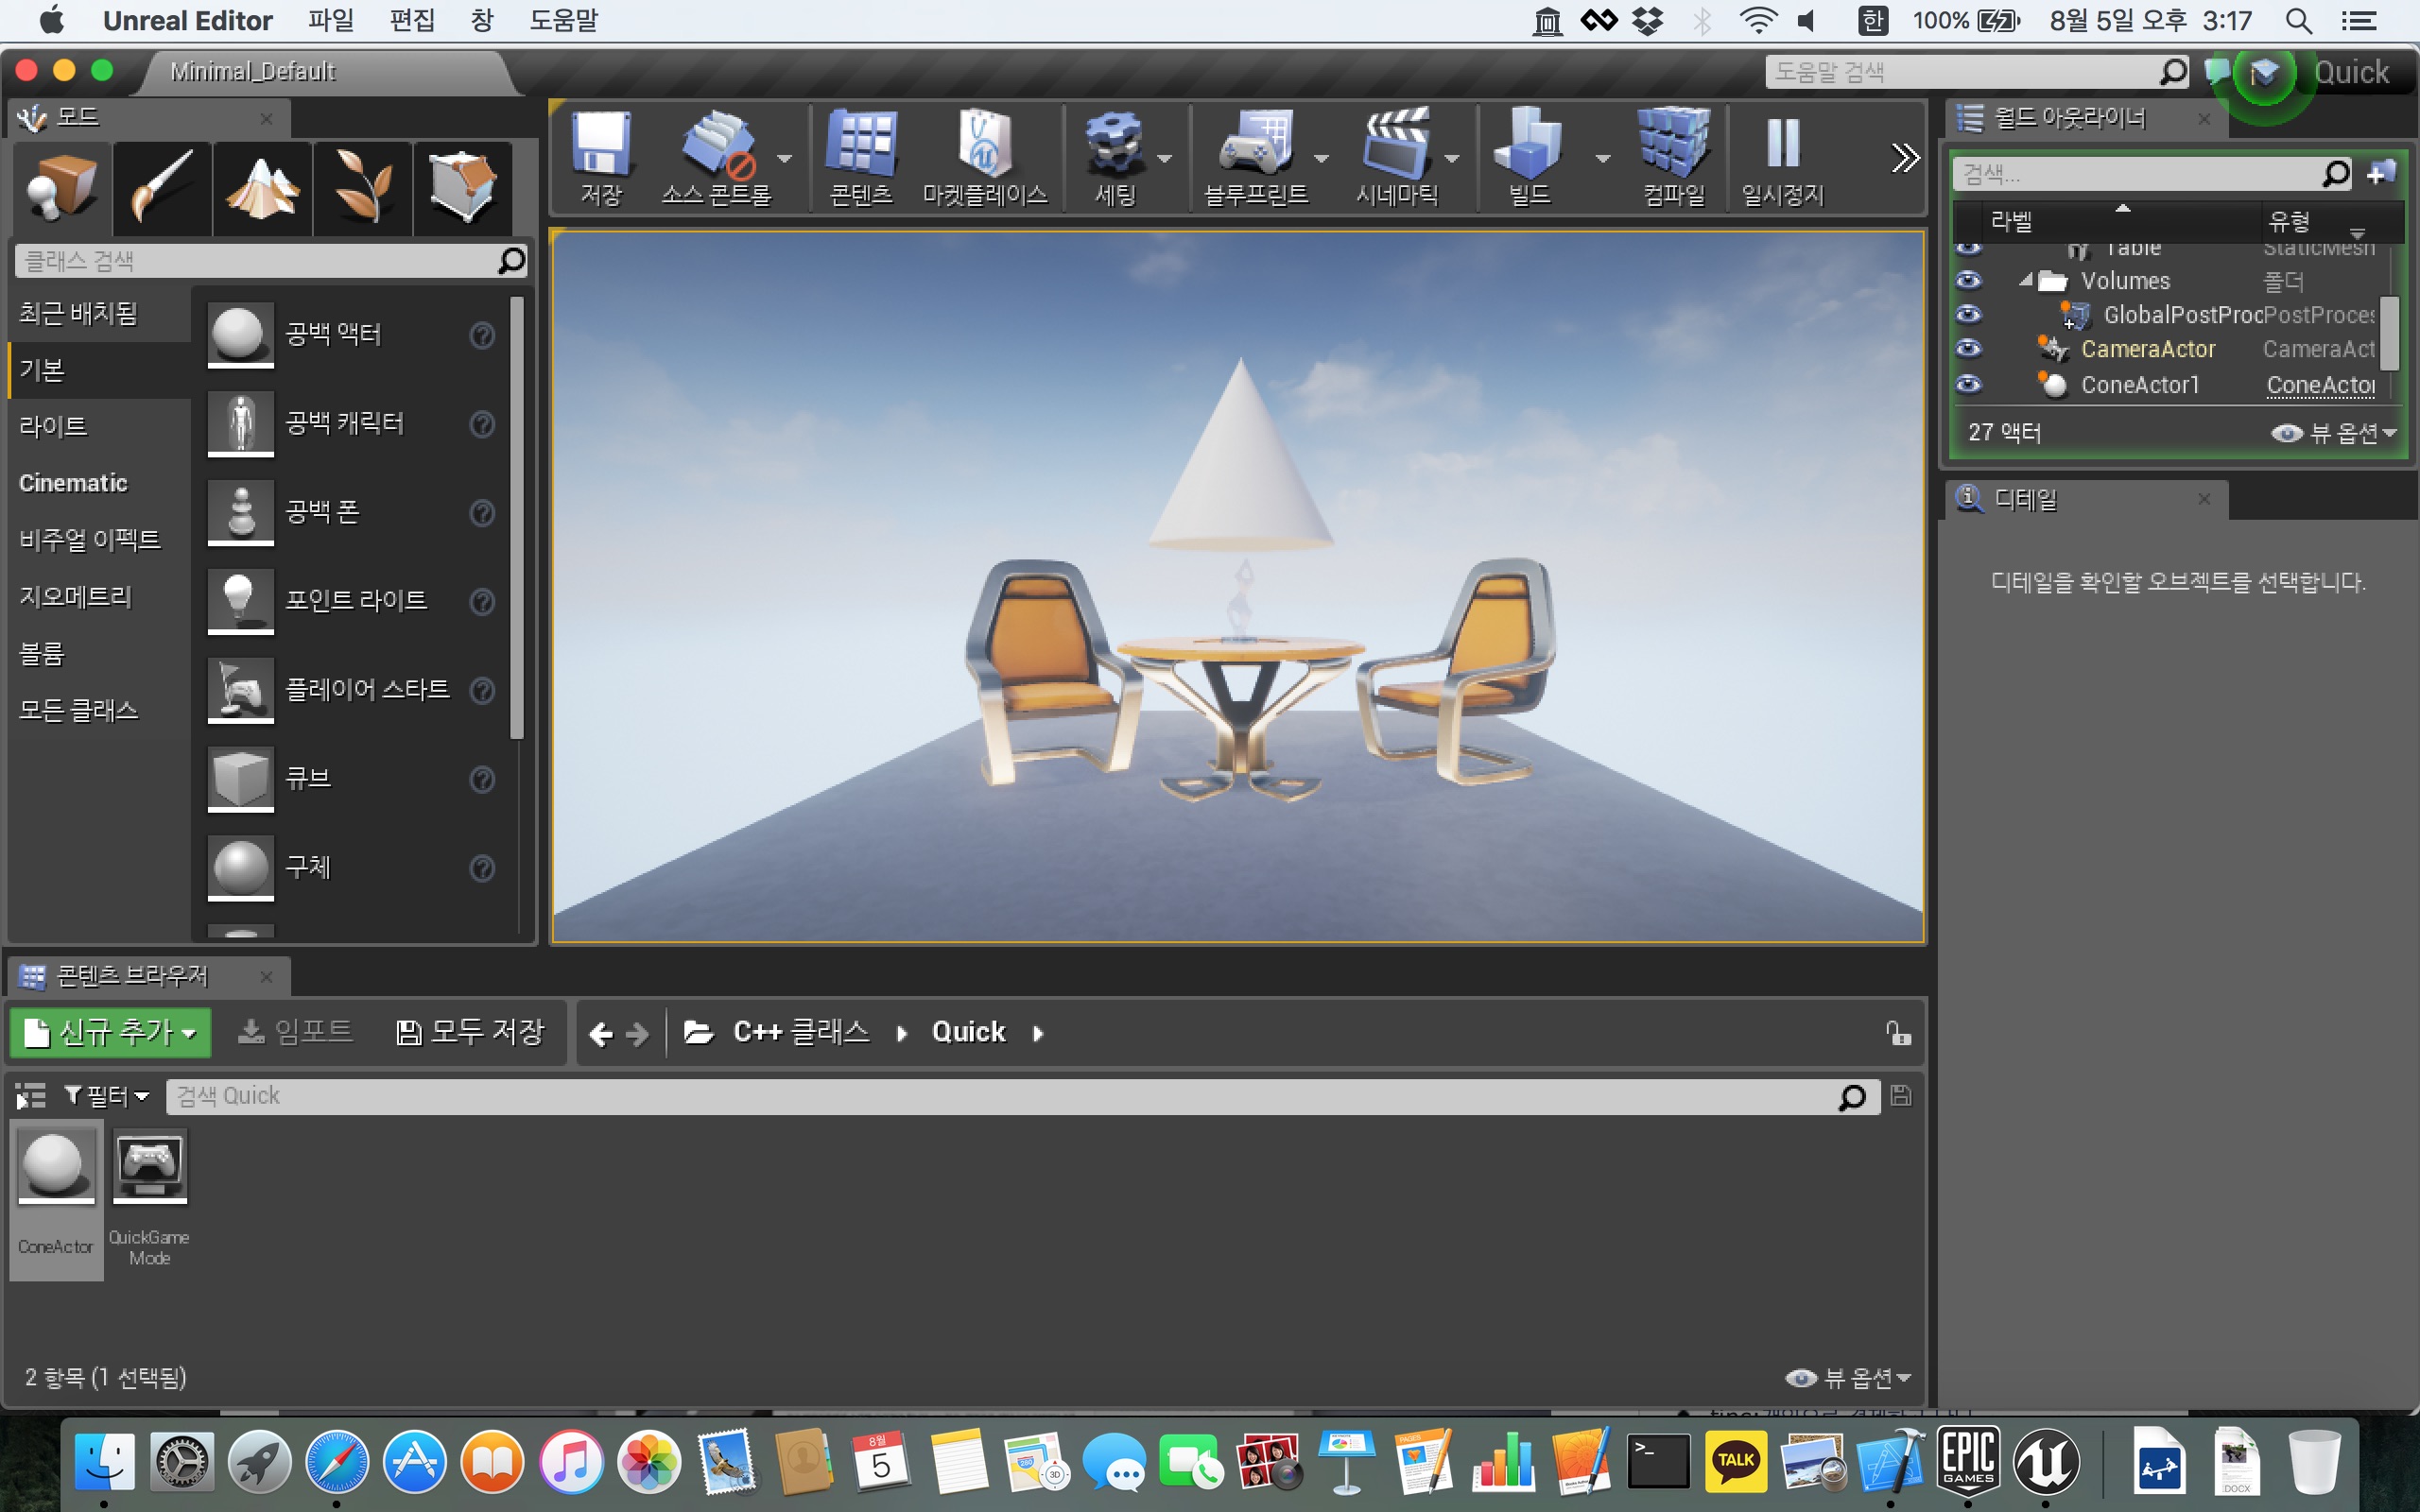 Unreal Editor 파일 편집 창 도움말 한 100% 8월 5일 오후 3:17
Minimal_Default 도움말 검색 Quick
모드 월드 아웃라이너
저장 소스 콘트롤 콘텐츠 마켓플레이스 세팅 블루프린트 시네마틱 빌드 컴파일 일시정지
검색...
라벨 유형
Table StaticMesh
Volumes 폴더
GlobalPostProc PostProces
CameraActor CameraAct
ConeActor1 ConeActor
27 액터 뷰 옵션
클래스 검색
최근 배치됨
기본
라이트
Cinematic
비주얼 이펙트
지오메트리
볼륨
모든 클래스
공백 액터
공백 캐릭터
공백 폰
포인트 라이트
플레이어 스타트
큐브
구체
디테일
디테일을 확인할 오브젝트를 선택합니다.
콘텐츠 브라우저
신규 추가 임포트 모두 저장 C++ 클래스 Quick
필터 검색 Quick
ConeActor
QuickGame
Mode
2 항목 (1 선택됨) 뷰 옵션
8월
5
280
3D
PAGES
>_
TALK
EPIC
GAMES
DOCX